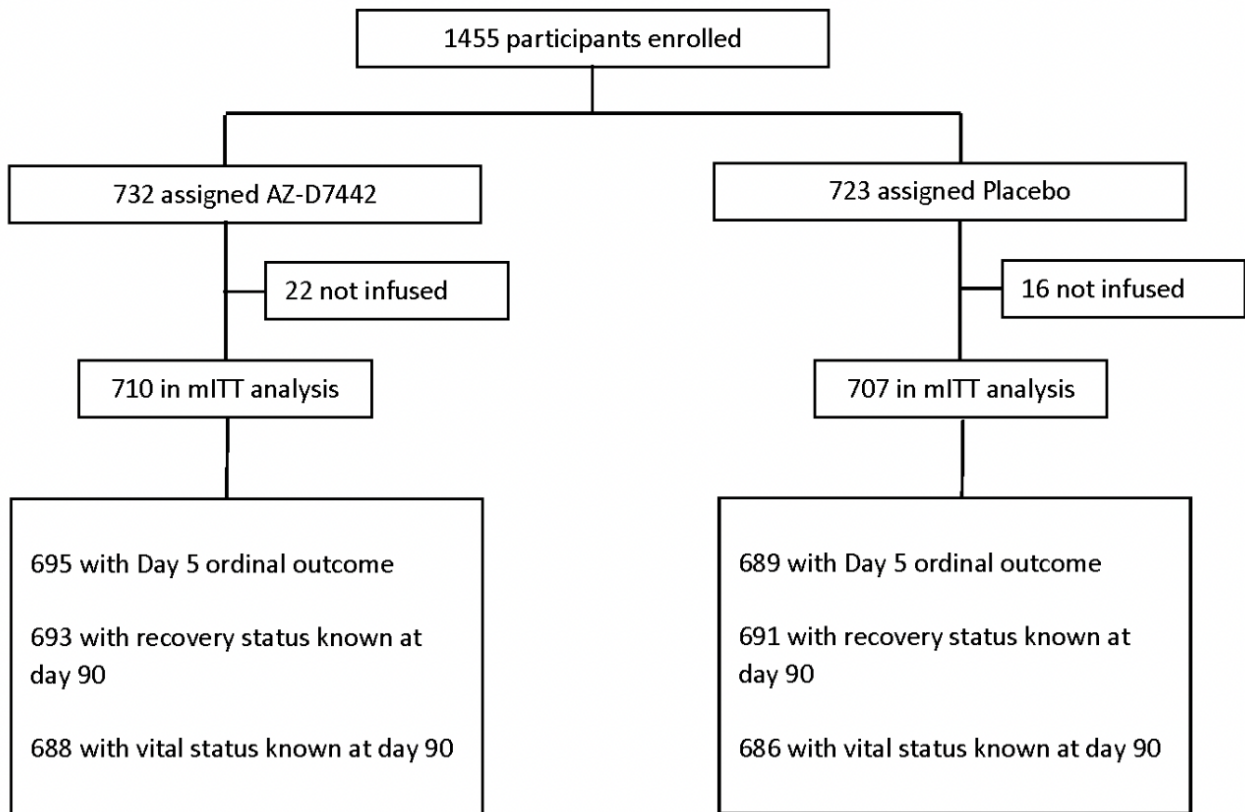 1455 participants enrolled
732 assigned AZ-D7442
723 assigned Placebo
22 not infused
16 not infused
710 in mITT analysis
707 in mITT analysis
695 with Day 5 ordinal outcome
693 with recovery status known at
day 90
688 with vital status known at day 90
689 with Day 5 ordinal outcome
691 with recovery status known at
day 90
686 with vital status known at day 90